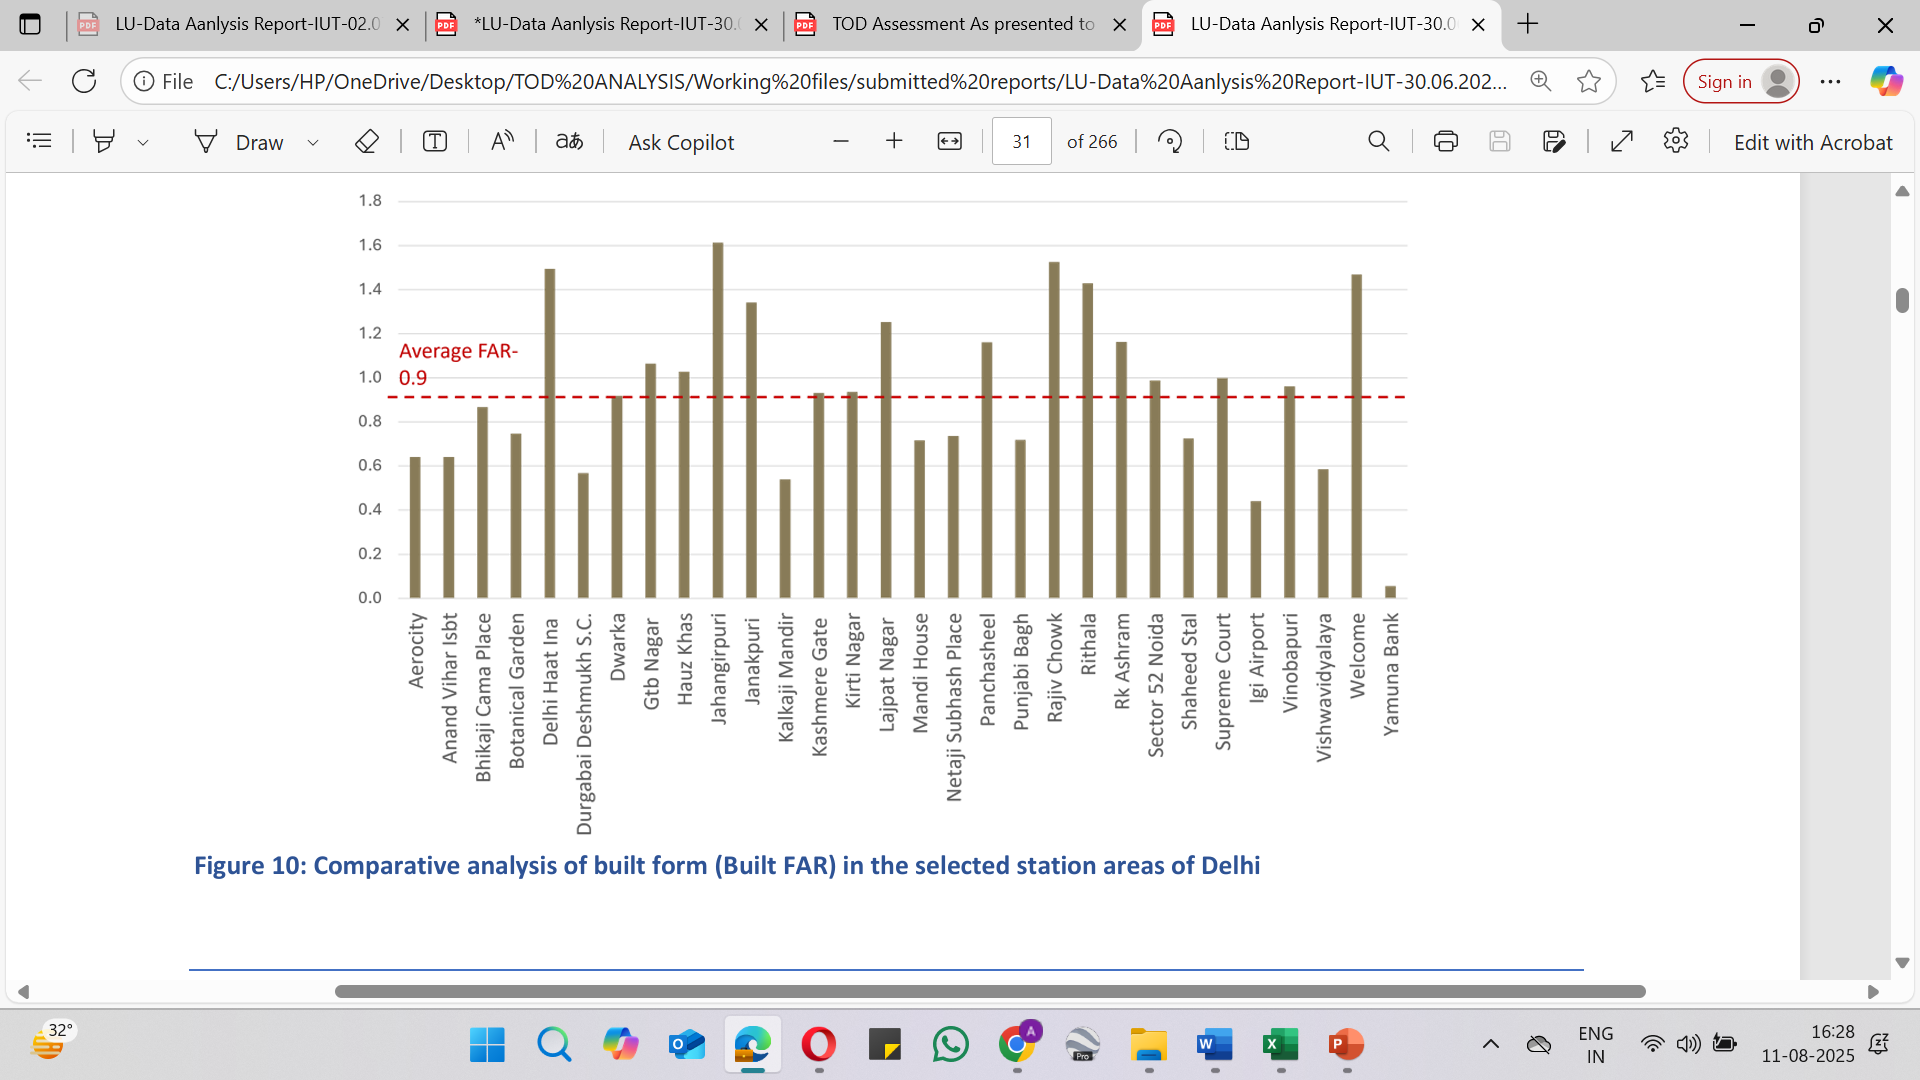 LU-Data Aanlysis Report-IUT-02.0
*LU-Data Aanlysis Report-IUT-30.
TOD Assessment As presented to
LU-Data Aanlysis Report-IUT-30.0
File
C:/Users/HP/OneDrive/Desktop/TOD%20ANALYSIS/Working%20files/submitted%20reports/LU-Data%20Aanlysis%20Report-IUT-30.06.202...
Sign in
Draw
Ask Copilot
31
of 266
Edit with Acrobat
1.8
1.6
1.4
1.2
1.0
0.8
0.6
0.4
0.2
0.0
Average FAR-
0.9
Aerocity
Anand Vihar Isbt
Bhikaji Cama Place
Botanical Garden
Delhi Haat Ina
Durgabai Deshmukh S.C.
Dwarka
Gtb Nagar
Hauz Khas
Jahangirpuri
Janakpuri
Kalkaji Mandir
Kashmere Gate
Kirti Nagar
Lajpat Nagar
Mandi House
Netaji Subhash Place
Panchasheel
Punjabi Bagh
Rajiv Chowk
Rithala
Rk Ashram
Sector 52 Noida
Shaheed Stal
Supreme Court
Igi Airport
Vinobapuri
Vishwavidyalaya
Welcome
Yamuna Bank
Figure 10: Comparative analysis of built form (Built FAR) in the selected station areas of Delhi
32°
ENG
IN
16:28
11-08-2025